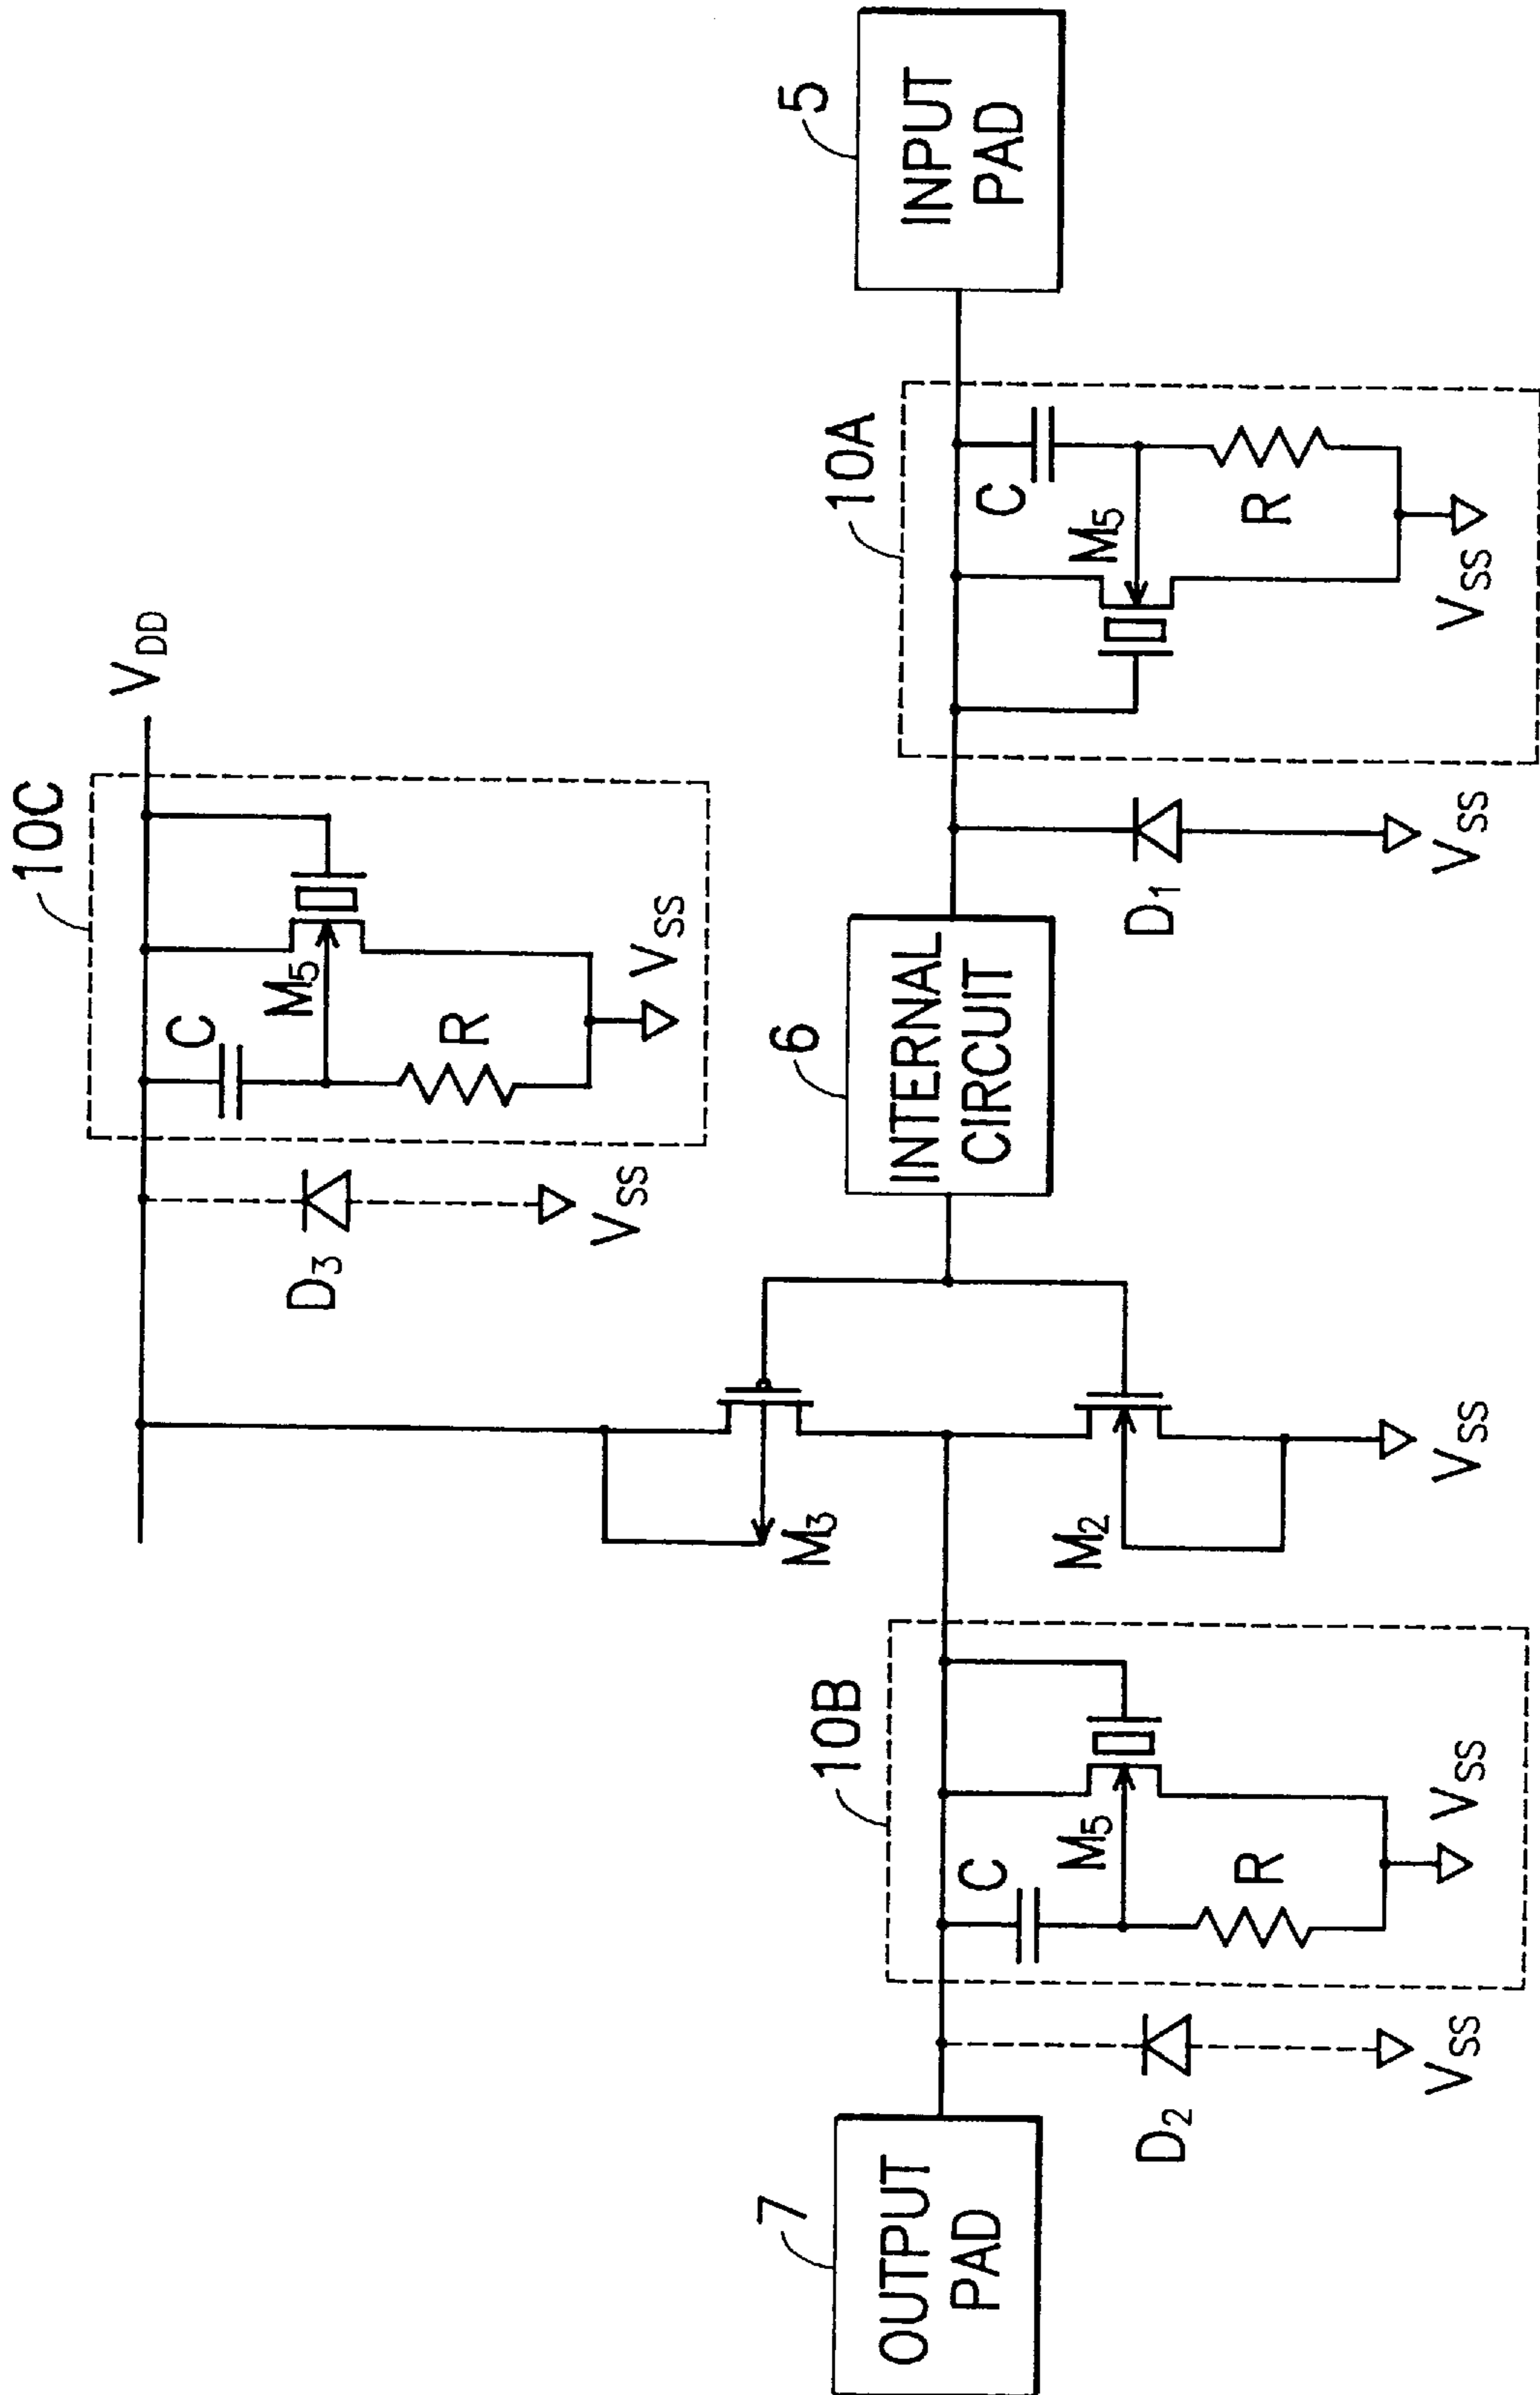 V_DD
10C
C
M5
R
VSS
D3
VSS
M3
M2
VSS
7
OUTPUT
PAD
D2
VSS
10B
C
M5
R
VSS
6
INTERNAL
CIRCUIT
D1
VSS
10A
C
M5
R
VSS
5
INPUT
PAD